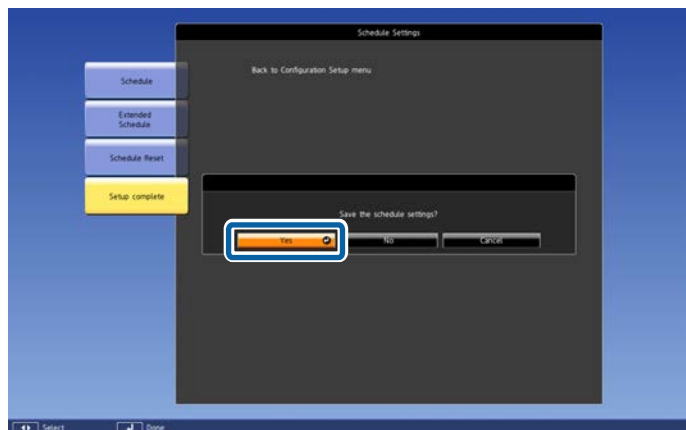 Schedule Settings
Back to Configuration Setup menu
Schedule
Extended
Schedule
Schedule Reset
Setup complete
Save the schedule settings?
Yes No Cancel
Select Done